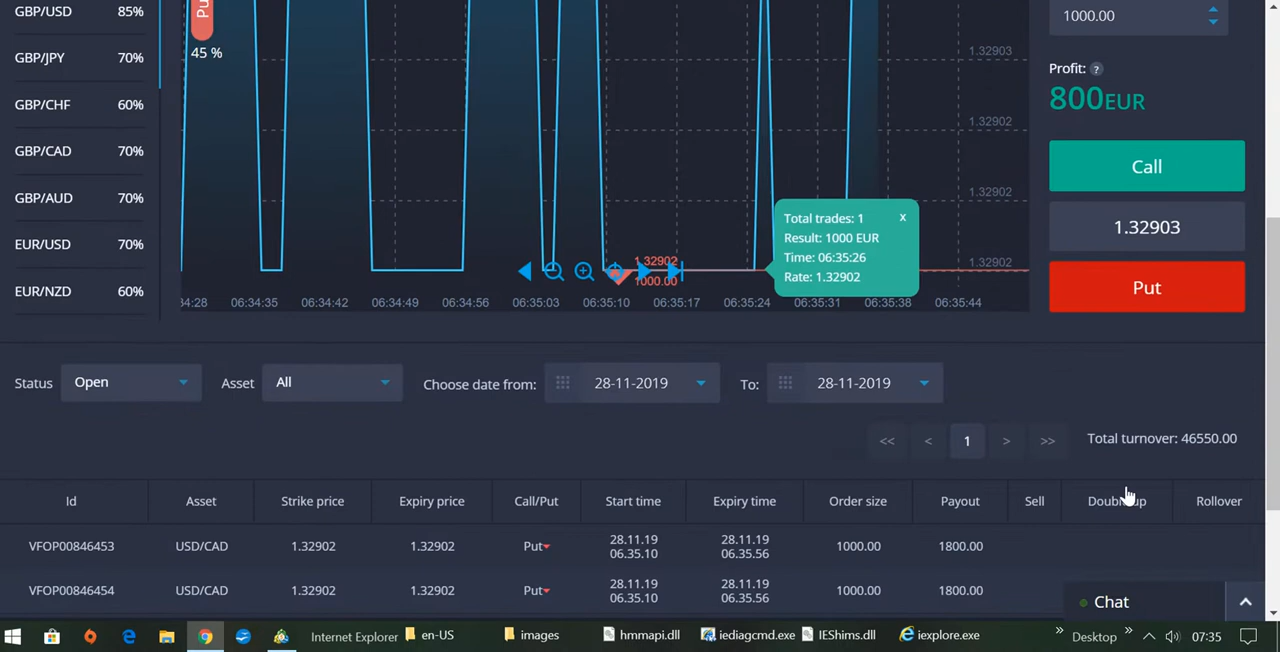 GBP/USD 85%
GBP/JPY 70%
GBP/CHF 60%
GBP/CAD 70%
GBP/AUD 70%
EUR/USD 70%
EUR/NZD 60%
Pu
45 %
1.32903
1.32902
1.32902
1.32902
1.32902
1000.00
Total trades: 1 x
Result: 1000 EUR
Time: 06:35:26
Rate: 1.32902
34:28 06:34:35 06:34:42 06:34:49 06:34:56 06:35:03 06:35:10 06:35:17 06:35:24 06:35:31 06:35:38 06:35:44
1000.00
Profit: ?
800EUR
Call
1.32903
Put
Status Open Asset All Choose date from: 28-11-2019 To: 28-11-2019
<< < 1 > >> Total turnover: 46550.00
Id Asset Strike price Expiry price Call/Put Start time Expiry time Order size Payout Sell Double up Rollover
VFOP00846453 USD/CAD 1.32902 1.32902 Put 28.11.19 06.35.10 28.11.19 06.35.56 1000.00 1800.00
VFOP00846454 USD/CAD 1.32902 1.32902 Put 28.11.19 06.35.10 28.11.19 06.35.56 1000.00 1800.00
Chat
Internet Explorer en-US images hmmapi.dll iediagcmd.exe IEShims.dll iexplore.exe » Desktop » 07:35